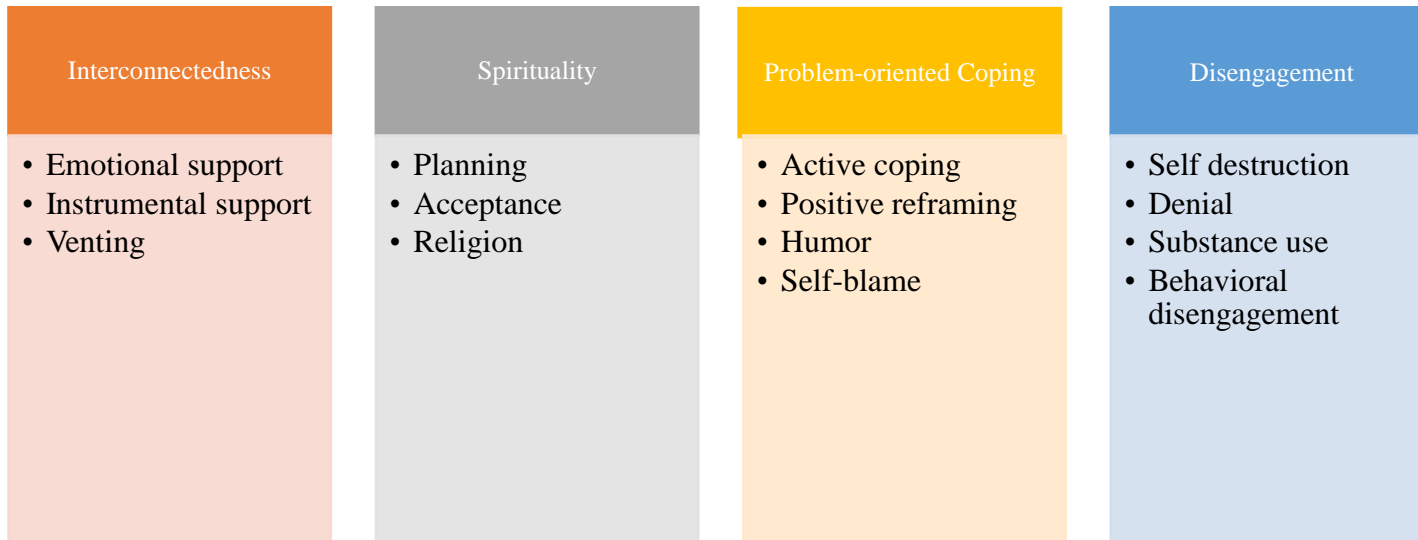 Interconnectedness
• Emotional support
• Instrumental support
• Venting
Spirituality
• Planning
• Acceptance
• Religion
Problem-oriented Coping
• Active coping
• Positive reframing
• Humor
• Self-blame
Disengagement
• Self destruction
• Denial
• Substance use
• Behavioral
disengagement